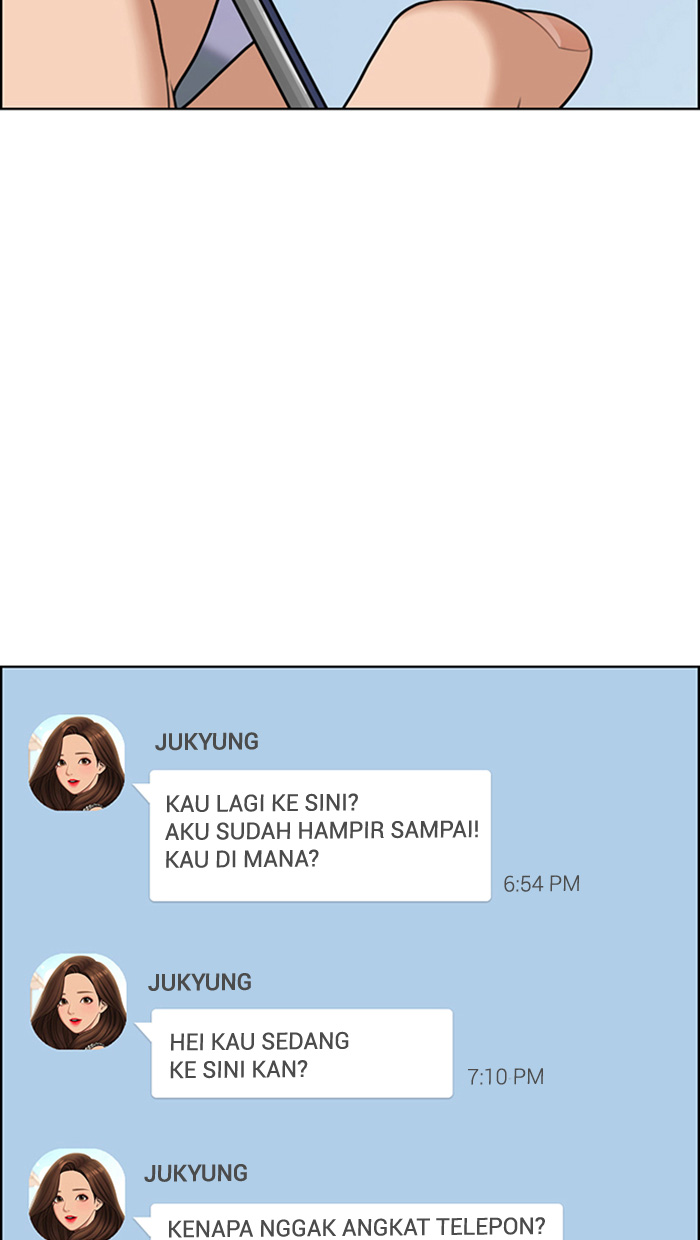 JUKYUNG
KAU LAGI KE SINI?
AKU SUDAH HAMPIR SAMPAI!
KAU DI MANA?
6:54 PM
JUKYUNG
HEI KAU SEDANG
KE SINI KAN?
7:10 PM
JUKYUNG
KENAPA NGGAK ANGKAT TELEPON?